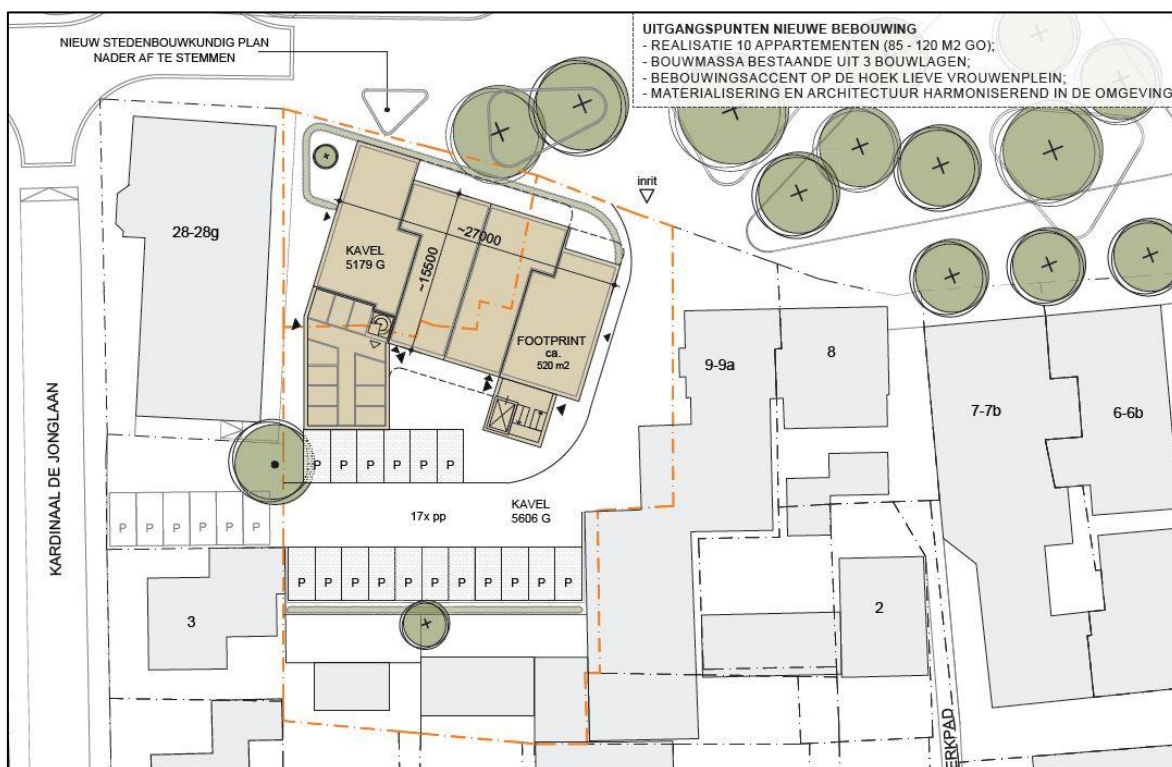 NIEUW STEDENBOUWKUNDIG PLAN
NADER AF TE STEMMEN
UITGANGSPUNTEN NIEUWE BEBOUWING
- REALISATIE 10 APPARTEMENTEN (85 - 120 M2 GO);
- BOUWMASSA BESTAANDE UIT 3 BOUWLAGEN;
- BEBOUWINGSACCENT OP DE HOEK LIEVE VROUWENPLEIN;
- MATERIALISERING EN ARCHITECTUUR HARMONISEREND IN DE OMGEVING
inrit
28-28g
KAVEL
5179 G
~27000
~15500
FOOTPRINT
ca.
520 m2
9-9a
8
7-7b
6-6b
KARDINAAL DE JONGLAAN
P P P P P P
P P P P P P
17x pp
KAVEL
5606 G
P P P P P P P P P P P
3
2
ERKPAD